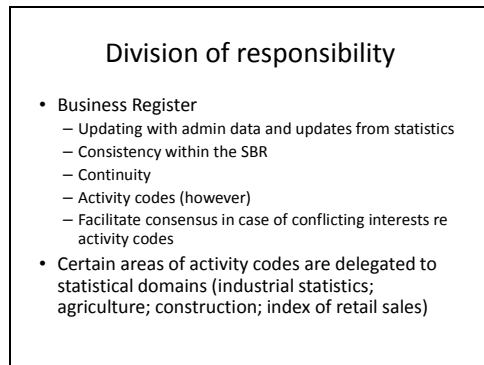 Division of responsibility
• Business Register
– Updating with admin data and updates from statistics
– Consistency within the SBR
– Continuity
– Activity codes (however)
– Facilitate consensus in case of conflicting interests re
activity codes
• Certain areas of activity codes are delegated to
statistical domains (industrial statistics;
agriculture; construction; index of retail sales)